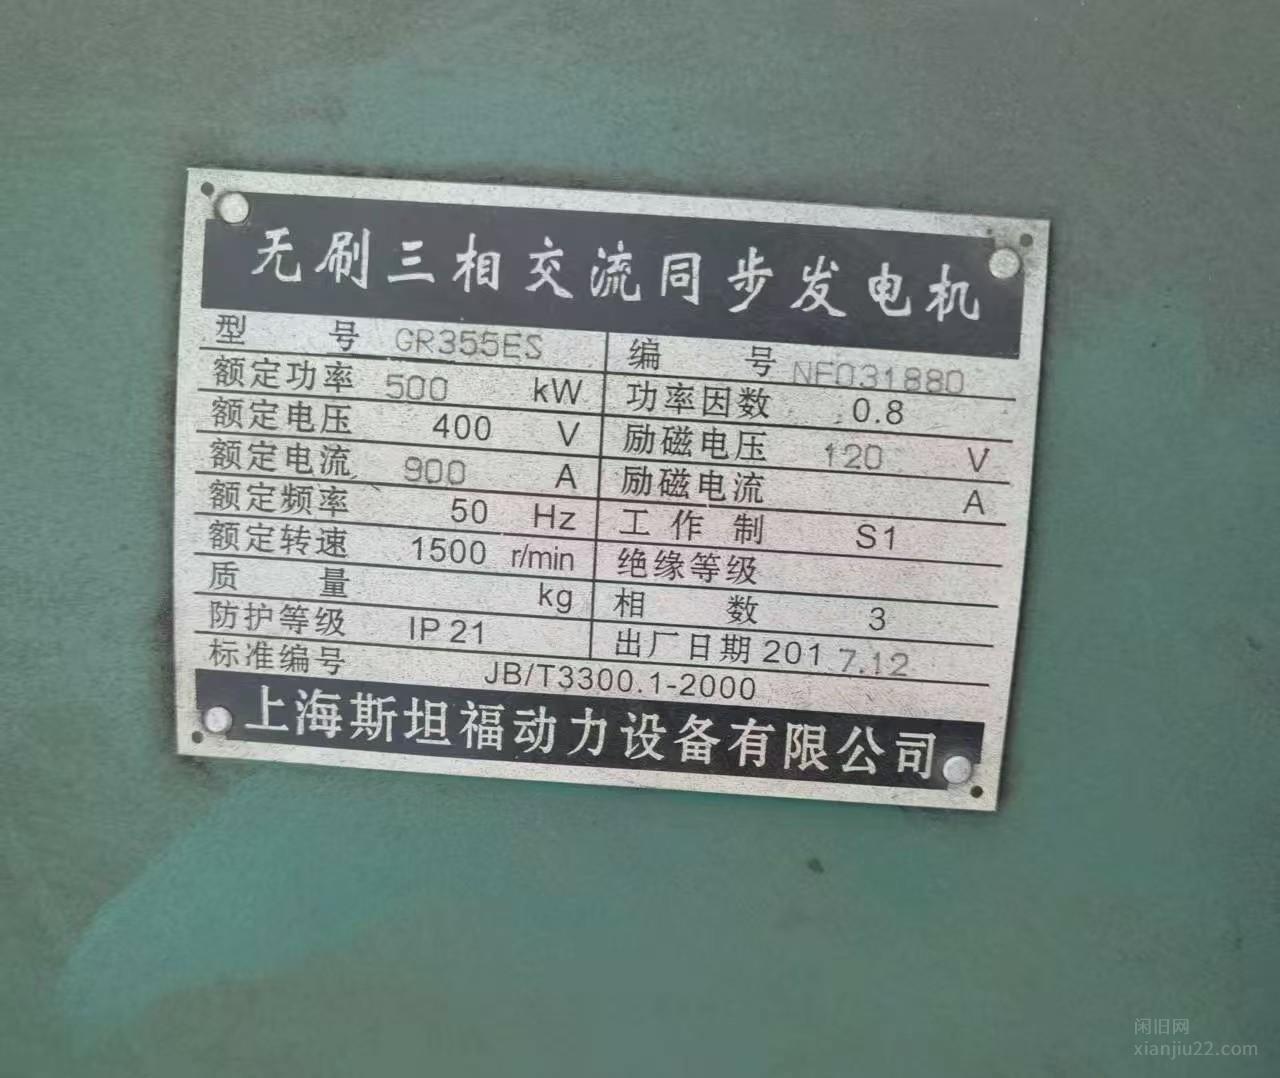 无刷三相交流同步发电机
型号 GR355ES 编号 NF031880
额定功率 500 kW 功率因数 0.8
额定电压 400 V 励磁电压 120 V
额定电流 900 A 励磁电流 A
额定频率 50 Hz 工作制 S1
额定转速 1500 r/min 绝缘等级
质量 kg 相数 3
防护等级 IP21 出厂日期 2017.12
标准编号 JB/T3300.1-2000
上海斯坦福动力设备有限公司
闲旧网
xianjiu22.com